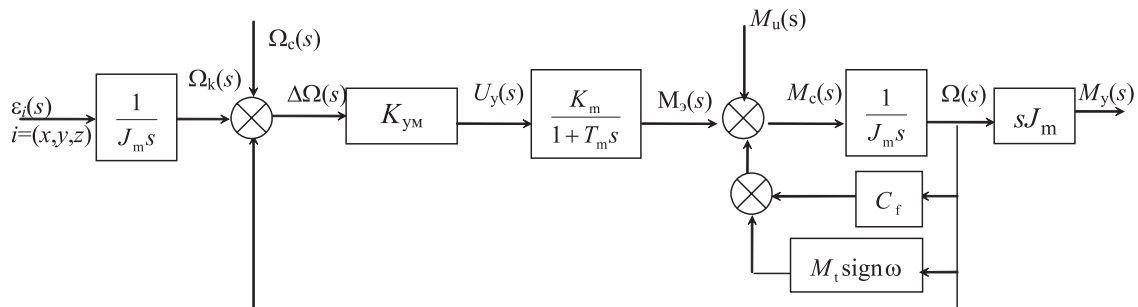 M_u(s)
Ω_c(s)
Ω_k(s)
ε_i(s)
i=(x,y,z)
1
J_m s
ΔΩ(s)
K_ум
U_y(s)
K_m
1 + T_m s
M_э(s)
M_c(s)
1
J_m s
Ω(s)
sJ_m
M_y(s)
C_f
M_t sign ω